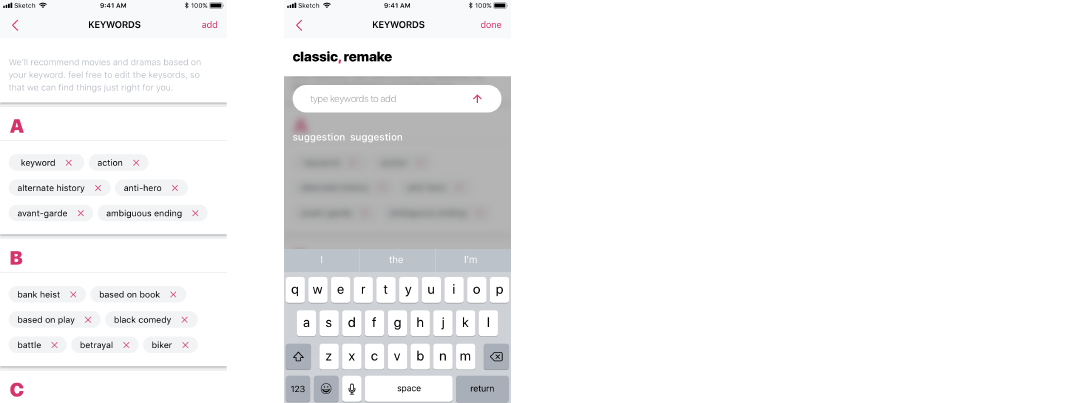 Sketch 9:41 AM 100%
KEYWORDS add
We'll recommend movies and dramas based on
your keyword. feel free to edit the keysords, so
that we can find things just right for you.
A
keyword action
alternate history anti-hero
avant-garde ambiguous ending
B
bank heist based on book
based on play black comedy
battle betrayal biker
C
Sketch 9:41 AM 100%
KEYWORDS done
classic, remake
type keywords to add
suggestion suggestion
I the I'm
q w e r t y u i o p
a s d f g h j k l
z x c v b n m
123 space return